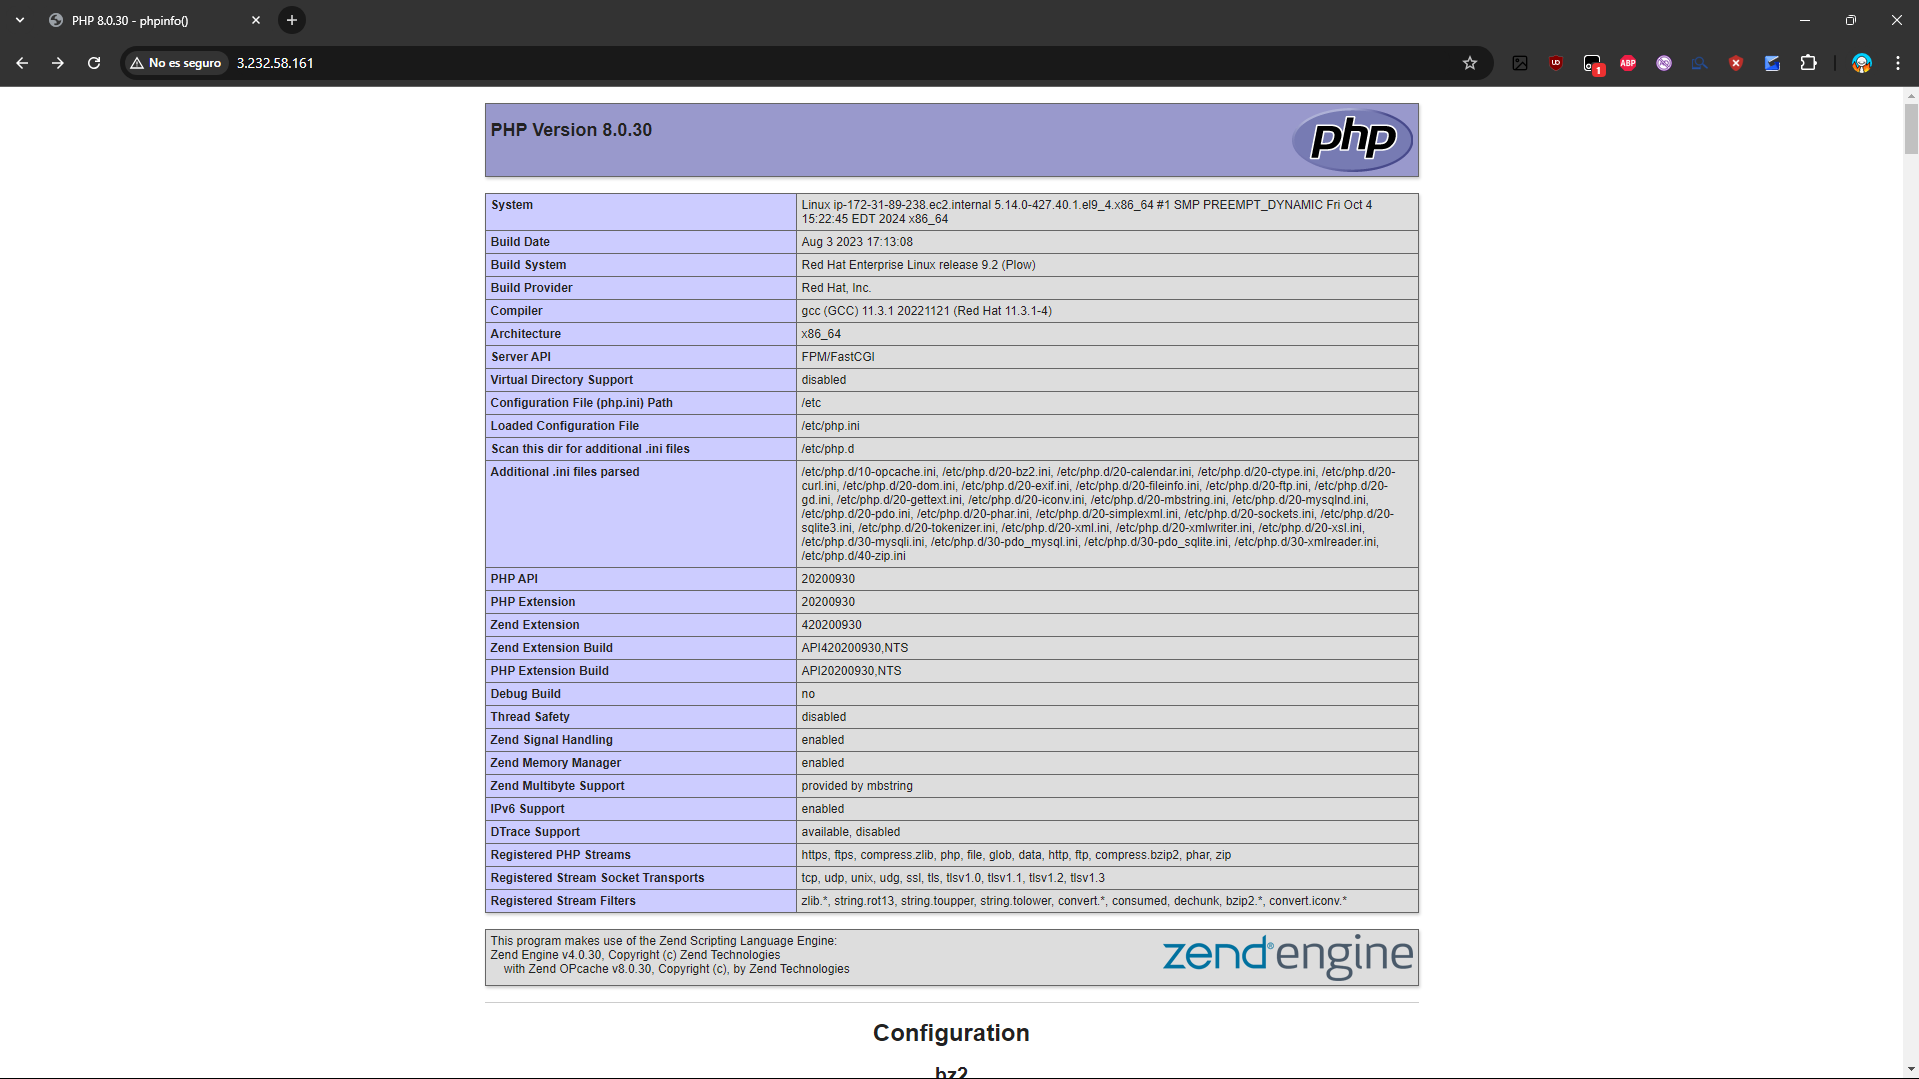 PHP 8.0.30 - phpinfo()
No es seguro
3.232.58.161
UD
1
ABP
PHP Version 8.0.30
php
System
Linux ip-172-31-89-238.ec2.internal 5.14.0-427.40.1.el9_4.x86_64 #1 SMP PREEMPT_DYNAMIC Fri Oct 4
15:22:45 EDT 2024 x86_64
Build Date
Aug 3 2023 17:13:08
Build System
Red Hat Enterprise Linux release 9.2 (Plow)
Build Provider
Red Hat, Inc.
Compiler
gcc (GCC) 11.3.1 20221121 (Red Hat 11.3.1-4)
Architecture
x86_64
Server API
FPM/FastCGI
Virtual Directory Support
disabled
Configuration File (php.ini) Path
/etc
Loaded Configuration File
/etc/php.ini
Scan this dir for additional .ini files
/etc/php.d
Additional .ini files parsed
/etc/php.d/10-opcache.ini, /etc/php.d/20-bz2.ini, /etc/php.d/20-calendar.ini, /etc/php.d/20-ctype.ini, /etc/php.d/20-
curl.ini, /etc/php.d/20-dom.ini, /etc/php.d/20-exif.ini, /etc/php.d/20-fileinfo.ini, /etc/php.d/20-ftp.ini, /etc/php.d/20-
gd.ini, /etc/php.d/20-gettext.ini, /etc/php.d/20-iconv.ini, /etc/php.d/20-mbstring.ini, /etc/php.d/20-mysqlnd.ini,
/etc/php.d/20-pdo.ini, /etc/php.d/20-phar.ini, /etc/php.d/20-simplexml.ini, /etc/php.d/20-sockets.ini, /etc/php.d/20-
sqlite3.ini, /etc/php.d/20-tokenizer.ini, /etc/php.d/20-xml.ini, /etc/php.d/20-xmlwriter.ini, /etc/php.d/20-xsl.ini,
/etc/php.d/30-mysqli.ini, /etc/php.d/30-pdo_mysql.ini, /etc/php.d/30-pdo_sqlite.ini, /etc/php.d/30-xmlreader.ini,
/etc/php.d/40-zip.ini
PHP API
20200930
PHP Extension
20200930
Zend Extension
420200930
Zend Extension Build
API420200930,NTS
PHP Extension Build
API20200930,NTS
Debug Build
no
Thread Safety
disabled
Zend Signal Handling
enabled
Zend Memory Manager
enabled
Zend Multibyte Support
provided by mbstring
IPv6 Support
enabled
DTrace Support
available, disabled
Registered PHP Streams
https, ftps, compress.zlib, php, file, glob, data, http, ftp, compress.bzip2, phar, zip
Registered Stream Socket Transports
tcp, udp, unix, udg, ssl, tls, tlsv1.0, tlsv1.1, tlsv1.2, tlsv1.3
Registered Stream Filters
zlib.*, string.rot13, string.toupper, string.tolower, convert.*, consumed, dechunk, bzip2.*, convert.iconv.*
This program makes use of the Zend Scripting Language Engine:
Zend Engine v4.0.30, Copyright (c) Zend Technologies
with Zend OPcache v8.0.30, Copyright (c), by Zend Technologies
zend®engine
Configuration
bz2